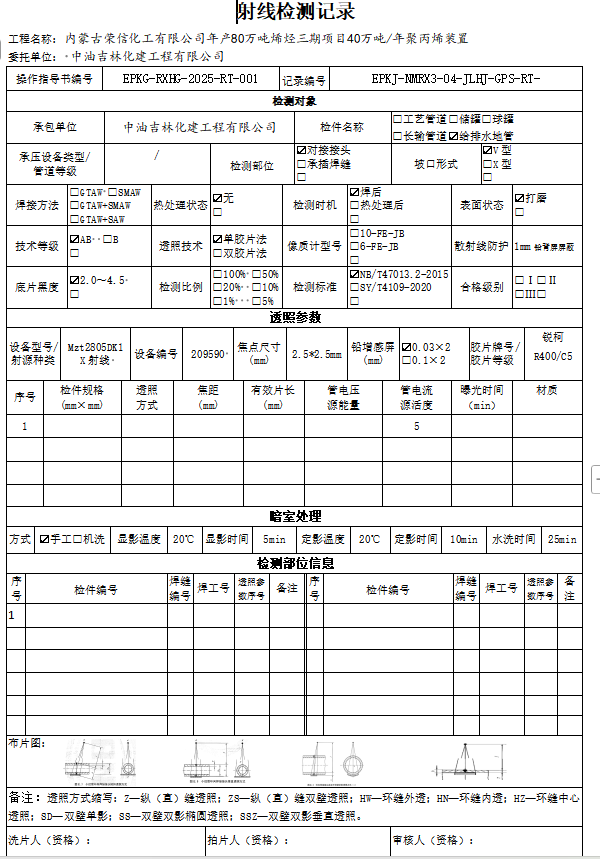 射线检测记录
工程名称：内蒙古荣信化工有限公司年产80万吨烯烃三期项目40万吨/年聚丙烯装置
委托单位：中油吉林化建工程有限公司
操作指导书编号 EPKG-RXHG-2025-RT-001 记录编号 EPKJ-NMRX3-04-JLHJ-GPS-RT-
检测对象
承包单位 中油吉林化建工程有限公司 检件名称 □工艺管道□储罐□球罐
□长输管道☑给排水地管
承压设备类型/管道等级 / 检测部位 ☑对接接头
□承插焊缝
□
坡口形式 ☑V 型
□X 型
□
焊接方法 □GTAW □SMAW
□GTAW+SMAW
□GTAW+SAW
热处理状态 ☑无
□
检测时机 ☑焊后
□热处理后
□
表面状态 ☑打磨
□
技术等级 ☑AB □B
□
透照技术 ☑单胶片法
□双胶片法
像质计型号 □10-FE-JB
□6-FE-JB
□
散射线防护 1mm 铅背屏屏蔽
底片黑度 ☑2.0～4.5
□
检测比例 □100% □50%
□20% □10%
□1% □5%
检测标准 ☑NB/T47013.2-2015
□SY/T4109-2020
□
合格级别 □Ⅰ□Ⅱ
□Ⅲ□
透照参数
设备型号/射源种类 Mzt2805DK1
X 射线
设备编号 209590 焦点尺寸(mm) 2.5*2.5mm 铅增感屏(mm) ☑0.03×2
□0.1×2
胶片牌号/胶片等级 锐柯
R400/C5
序号 检件规格(mm×mm) 透照方式 焦距(mm) 有效片长(mm) 管电压源能量 管电流源活度 曝光时间(min) 材质
1 5
暗室处理
方式 ☑手工□机洗 显影温度 20℃ 显影时间 5min 定影温度 20℃ 定影时间 10min 水洗时间 25min
检测部位信息
序号 检件编号 焊缝编号 焊工号 透照参数序号 备注 序号 检件编号 焊缝编号 焊工号 透照参数序号 备注
1
布片图：
备注：透照方式缩写：Z—纵（直）缝透照；ZS—纵（直）缝双壁透照；HW—环缝外透；HN—环缝内透；HZ—环缝中心
透照；SD—双壁单影；SS—双壁双影椭圆透照；SSZ—双壁双影垂直透照。
洗片人（资格）： 拍片人（资格）： 审核人（资格）：